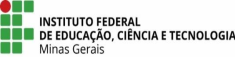 INSTITUTO FEDERAL
DE EDUCAÇÃO, CIÊNCIA E TECNOLOGIA
Minas Gerais